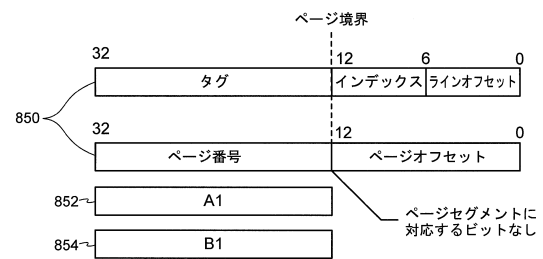 ページ境界
32 12 6 0
タグ インデックス ラインオフセット
850
32 12 0
ページ番号 ページオフセット
852 A1
ページセグメントに
対応するビットなし
854 B1